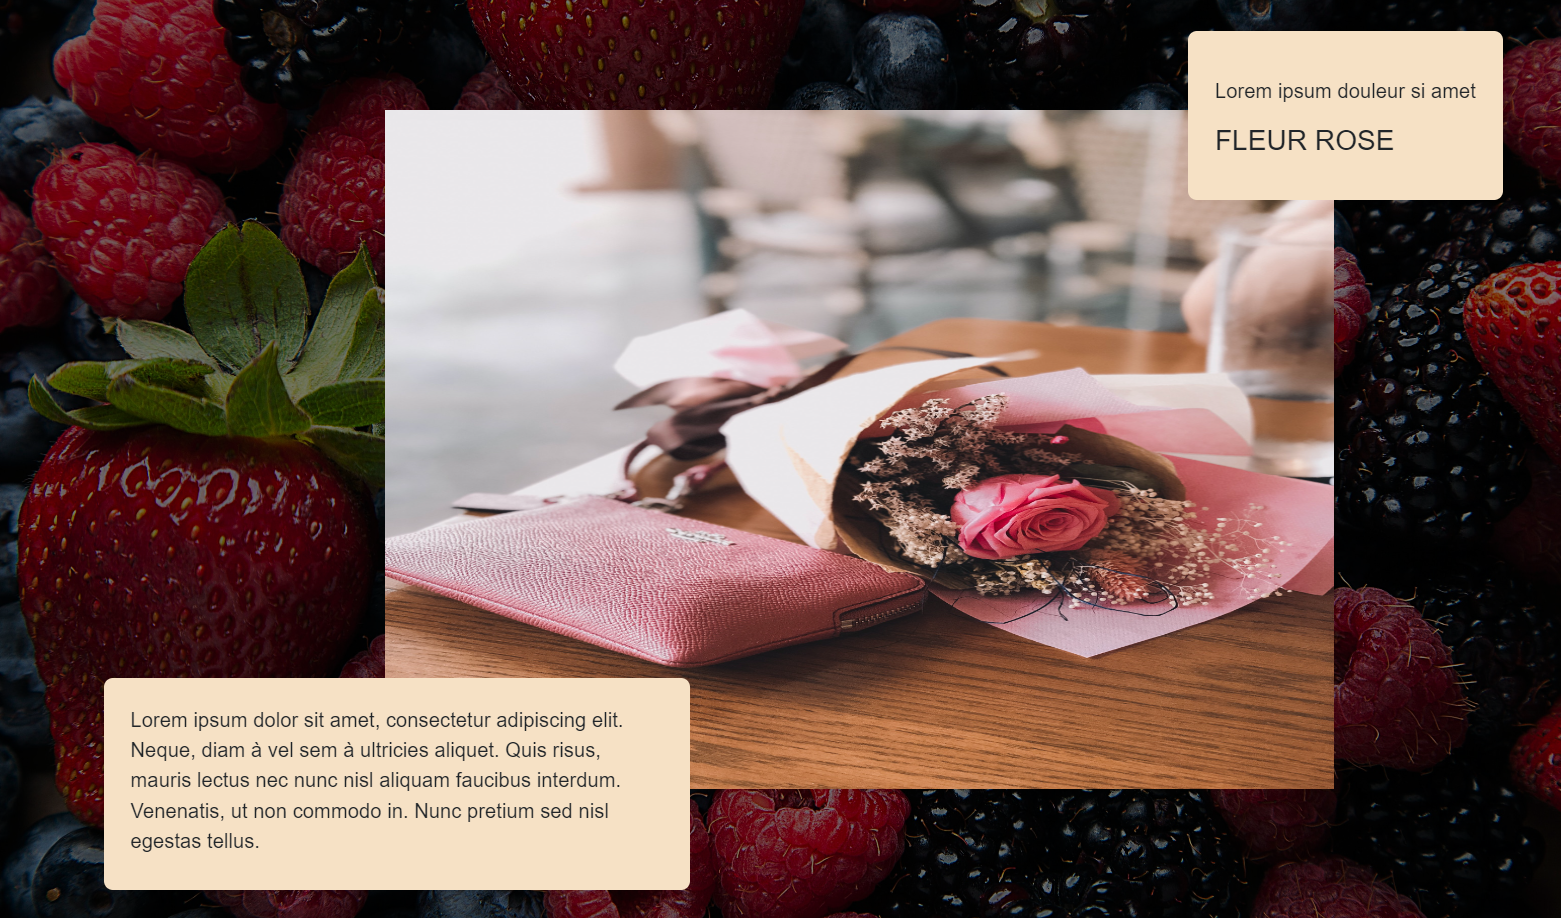 Lorem ipsum douleur si amet
FLEUR ROSE
Lorem ipsum dolor sit amet, consectetur adipiscing elit.
Neque, diam à vel sem à ultricies aliquet. Quis risus,
mauris lectus nec nunc nisl aliquam faucibus interdum.
Venenatis, ut non commodo in. Nunc pretium sed nisl
egestas tellus.